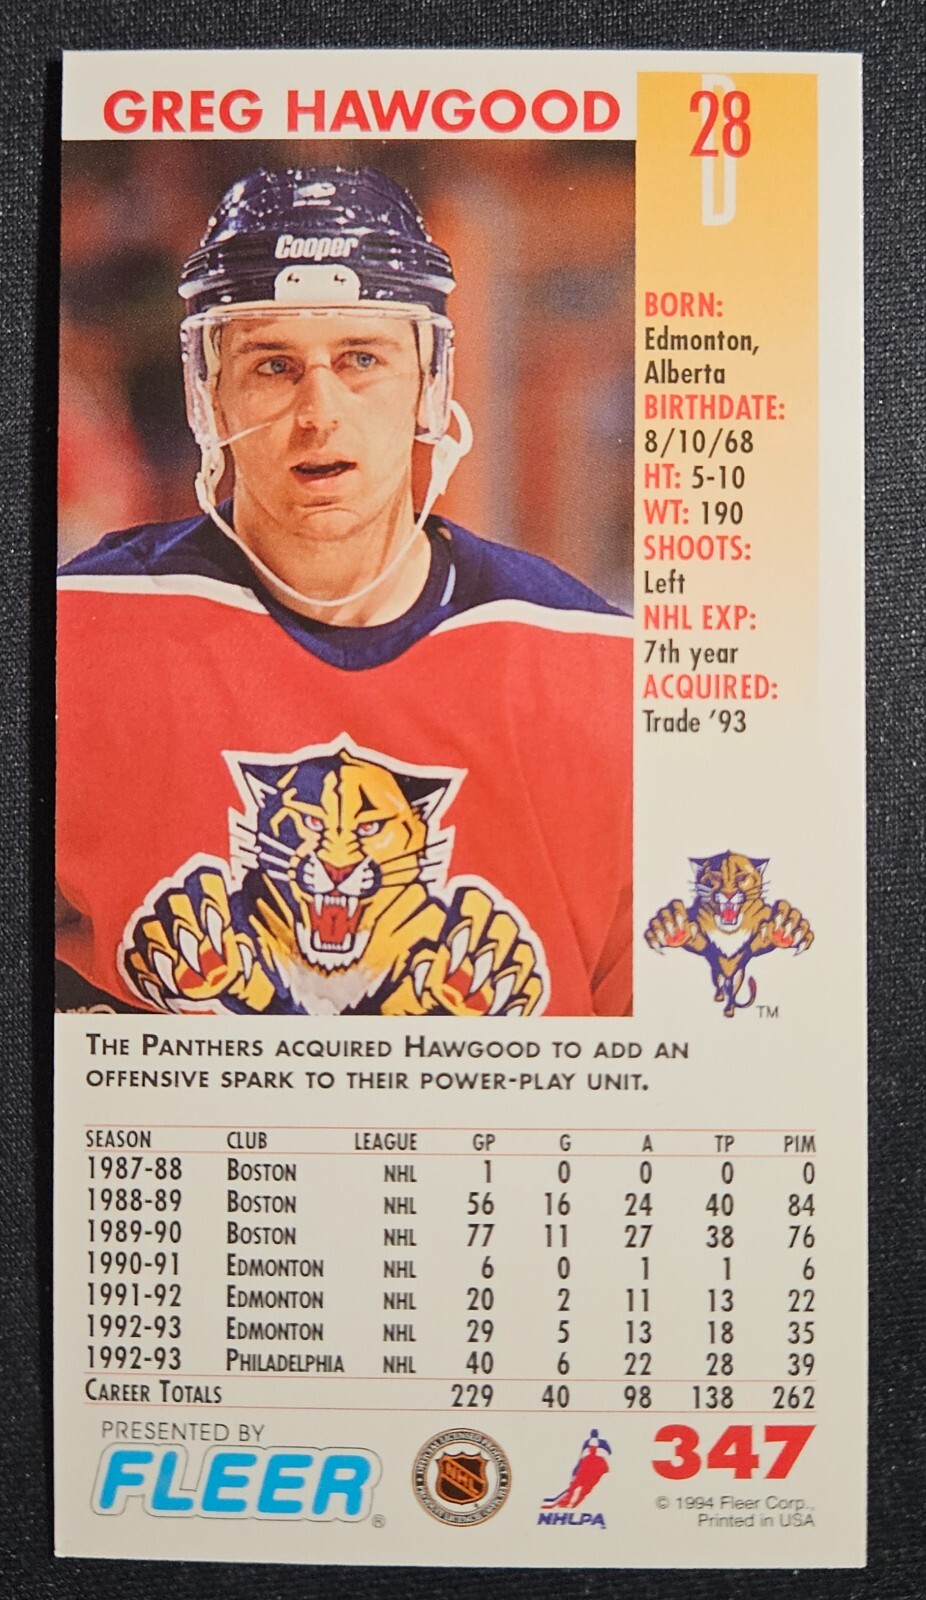 GREG HAWGOOD
D
28
Cooper
BORN:
Edmonton,
Alberta
BIRTHDATE:
8/10/68
HT: 5-10
WT: 190
SHOOTS:
Left
NHL EXP:
7th year
ACQUIRED:
Trade '93
TM
THE PANTHERS ACQUIRED HAWGOOD TO ADD AN
OFFENSIVE SPARK TO THEIR POWER-PLAY UNIT.
SEASON CLUB LEAGUE GP G A TP PIM
1987-88 BOSTON NHL 1 0 0 0 0
1988-89 BOSTON NHL 56 16 24 40 84
1989-90 BOSTON NHL 77 11 27 38 76
1990-91 EDMONTON NHL 6 0 1 1 6
1991-92 EDMONTON NHL 20 2 11 13 22
1992-93 EDMONTON NHL 29 5 13 18 35
1992-93 PHILADELPHIA NHL 40 6 22 28 39
CAREER TOTALS 229 40 98 138 262
PRESENTED BY
FLEER®
NHL
NHLPA
347
© 1994 Fleer Corp.,
Printed in USA